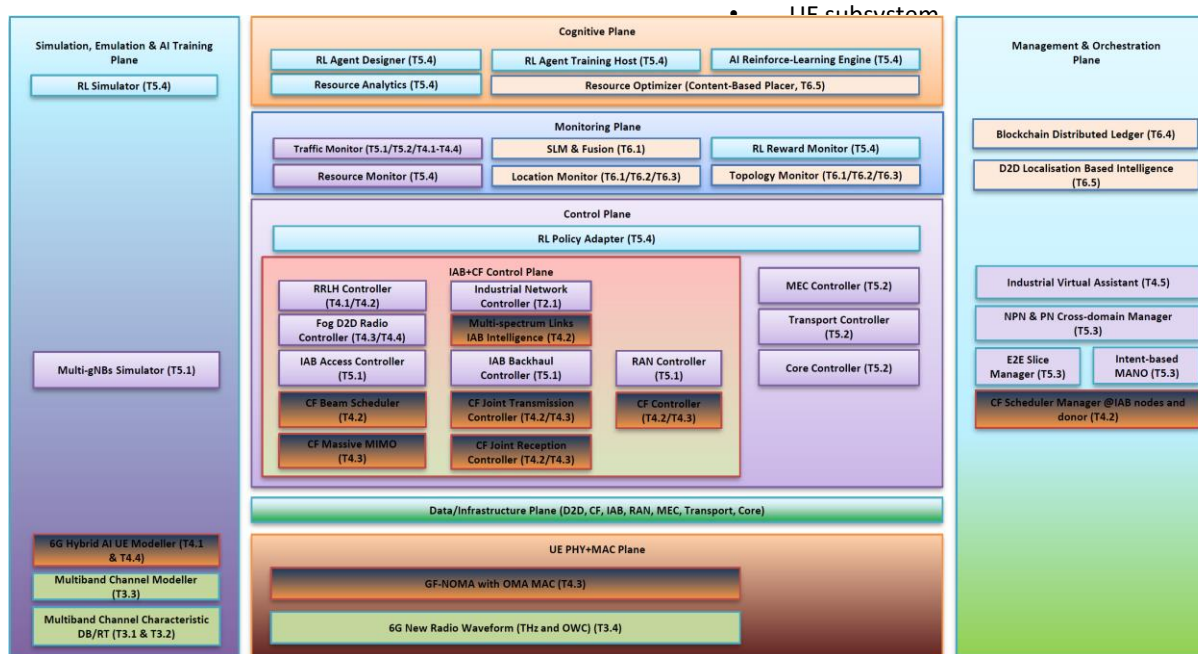 • UE subsystem
Simulation, Emulation & AI Training
Plane
RL Simulator (T5.4)
Multi-gNBs Simulator (T5.1)
6G Hybrid AI UE Modeller (T4.1
& T4.4)
Multiband Channel Modeller
(T3.3)
Multiband Channel Characteristic
DB/RT (T3.1 & T3.2)
Cognitive Plane
RL Agent Designer (T5.4)
RL Agent Training Host (T5.4)
AI Reinforce-Learning Engine (T5.4)
Resource Analytics (T5.4)
Resource Optimizer (Content-Based Placer, T6.5)
Monitoring Plane
Traffic Monitor (T5.1/T5.2/T4.1-T4.4)
SLM & Fusion (T6.1)
RL Reward Monitor (T5.4)
Resource Monitor (T5.4)
Location Monitor (T6.1/T6.2/T6.3)
Topology Monitor (T6.1/T6.2/T6.3)
Control Plane
RL Policy Adapter (T5.4)
IAB+CF Control Plane
RRLH Controller
(T4.1/T4.2)
Industrial Network
Controller (T2.1)
Fog D2D Radio
Controller (T4.3/T4.4)
Multi-spectrum Links
IAB Intelligence (T4.2)
IAB Access Controller
(T5.1)
IAB Backhaul
Controller (T5.1)
RAN Controller
(T5.1)
CF Beam Scheduler
(T4.2)
CF Joint Transmission
Controller (T4.2/T4.3)
CF Controller
(T4.2/T4.3)
CF Massive MIMO
(T4.3)
CF Joint Reception
Controller (T4.2/T4.3)
MEC Controller (T5.2)
Transport Controller
(T5.2)
Core Controller (T5.2)
Data/Infrastructure Plane (D2D, CF, IAB, RAN, MEC, Transport, Core)
UE PHY+MAC Plane
GF-NOMA with OMA MAC (T4.3)
6G New Radio Waveform (THz and OWC) (T3.4)
Management & Orchestration
Plane
Blockchain Distributed Ledger (T6.4)
D2D Localisation Based Intelligence
(T6.5)
Industrial Virtual Assistant (T4.5)
NPN & PN Cross-domain Manager
(T5.3)
E2E Slice
Manager (T5.3)
Intent-based
MANO (T5.3)
CF Scheduler Manager @IAB nodes and
donor (T4.2)